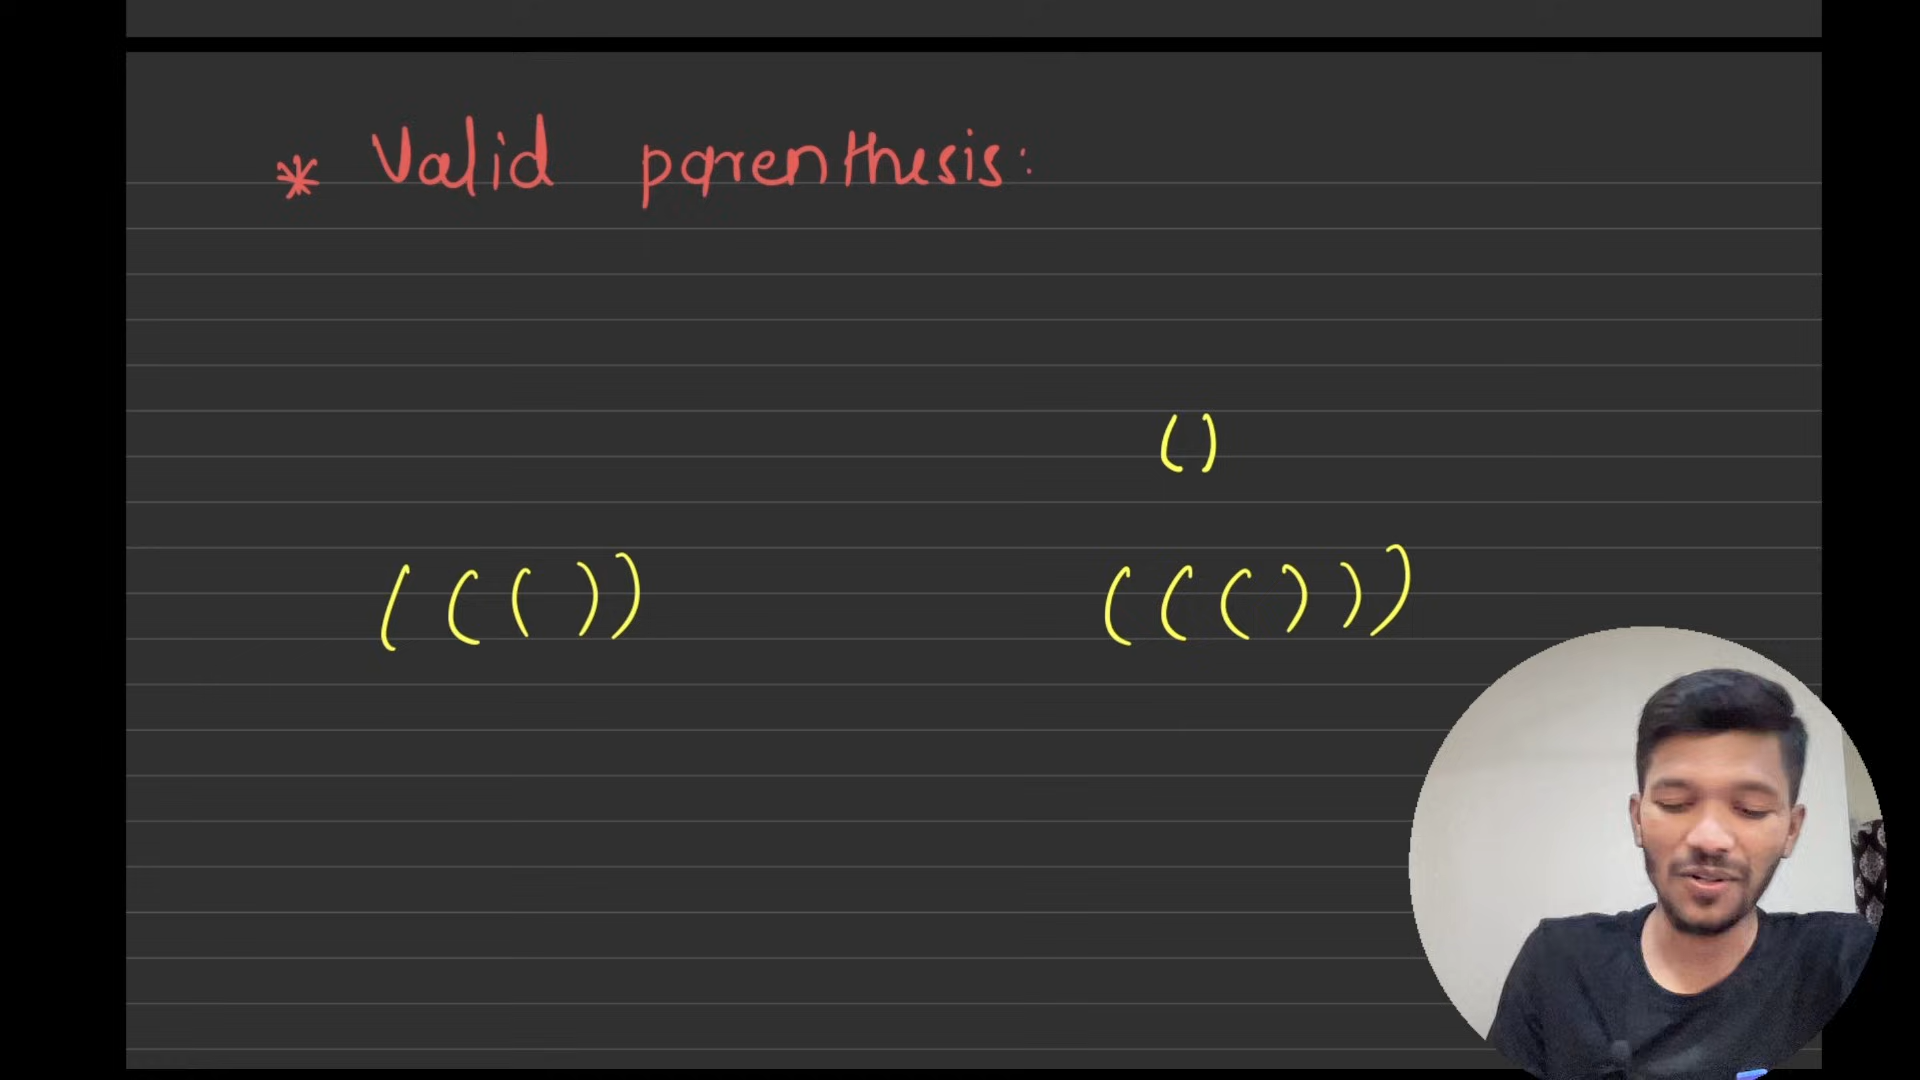 * Valid parenthesis:
()
((())
((()))